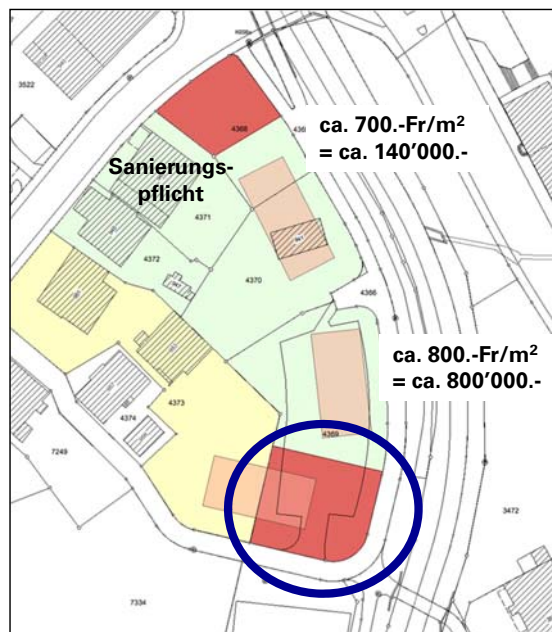 3522
4368
ca. 700.-Fr/m²
= ca. 140’000.-
Sanierungs-
pflicht
4371
4372
4370
4366
ca. 800.-Fr/m²
= ca. 800’000.-
4373
4374
4369
7249
3472
7334